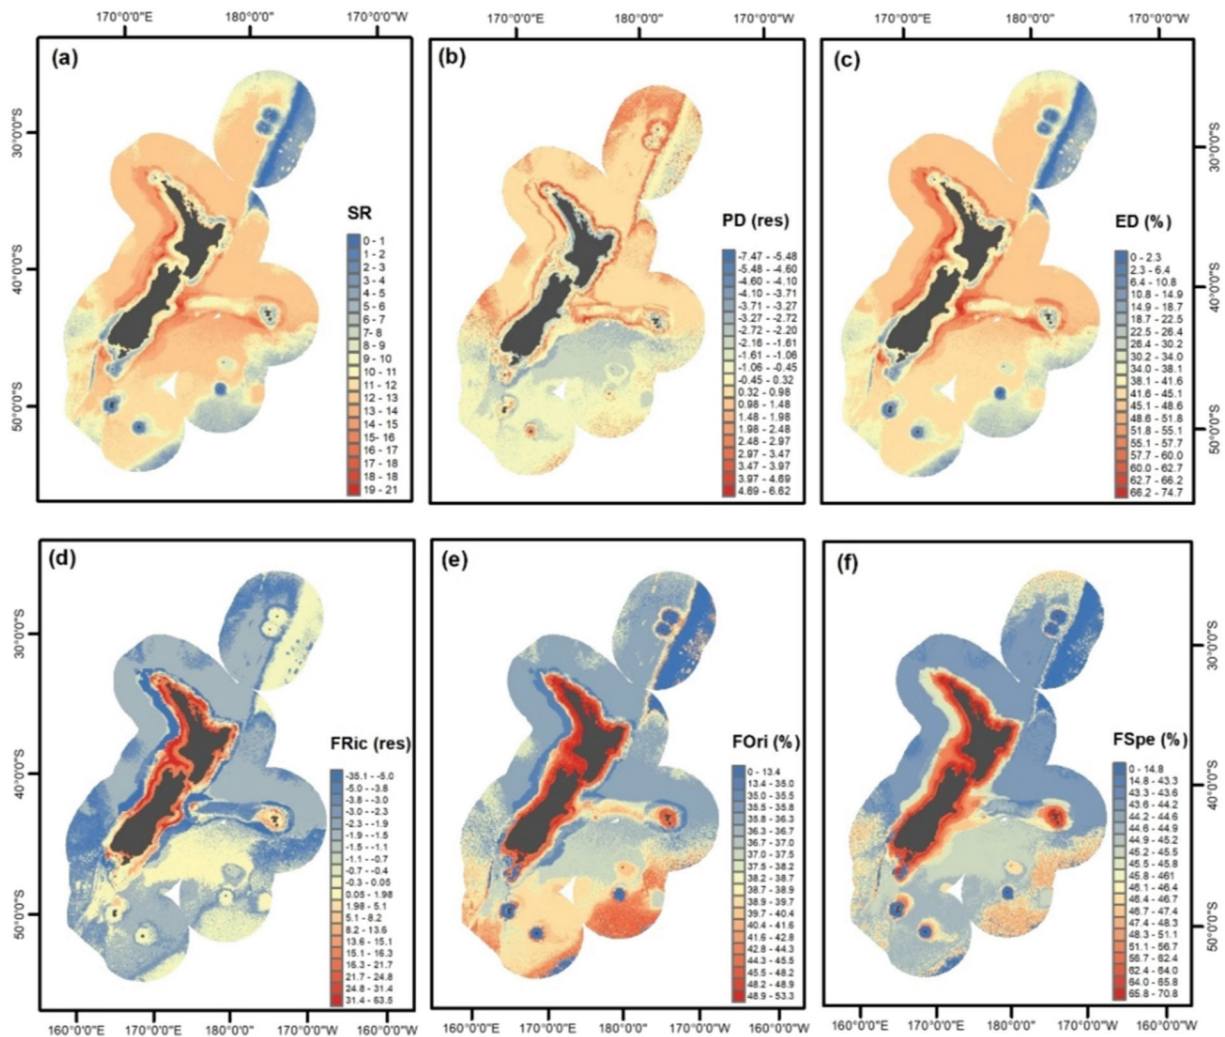 170°0'0"E 180°0'0" 170°0'0"W 170°0'0"E 180°0'0" 170°0'0"W 170°0'0"E 180°0'0" 170°0'0"W
(a)
30°0'0"S
40°0'0"S
50°0'0"S
SR
0 - 1
1 - 2
2 - 3
3 - 4
4 - 5
5 - 6
6 - 7
7- 8
8 - 9
9 - 10
10 - 11
11 - 12
12 - 13
13 - 14
14 - 15
15- 16
16 - 17
17 - 18
18 - 18
19 - 21
(b)
PD (res)
-7.47 - -5.48
-5.48 - -4.60
-4.60 - -4.10
-4.10 - -3.71
-3.71 - -3.27
-3.27 - -2.72
-2.72 - -2.20
-2.16 - -1.61
-1.61 - -1.06
-1.06 - -0.45
-0.45 - 0.32
0.32 - 0.98
0.98 - 1.48
1.48 - 1.98
1.98 - 2.48
2.48 - 2.97
2.97 - 3.47
3.47 - 3.97
3.97 - 4.69
4.69 - 6.62
(c)
ED (%)
0 - 2.3
2.3 - 6.4
6.4 - 10.8
10.8 - 14.9
14.9 - 18.7
18.7 - 22.5
22.5 - 26.4
26.4 - 30.2
30.2 - 34.0
34.0 - 38.1
38.1 - 41.6
41.6 - 45.1
45.1 - 48.6
48.6 - 51.8
51.8 - 55.1
55.1 - 57.7
57.7 - 60.0
60.0 - 62.7
62.7 - 66.2
66.2 - 74.7
30°0'0"S
40°0'0"S
50°0'0"S
(d)
30°0'0"S
40°0'0"S
50°0'0"S
FRic (res)
-35.1 - -5.0
-5.0 - -3.8
-3.8 - -3.0
-3.0 - -2.3
-2.3 - -1.9
-1.9 - -1.5
-1.5 - -1.1
-1.1 - -0.7
-0.7 - -0.4
-0.3 - 0.05
0.05 - 1.98
1.98 - 5.1
5.1 - 8.2
8.2 - 13.6
13.6 - 15.1
15.1 - 16.3
16.3 - 21.7
21.7 - 24.8
24.8 - 31.4
31.4 - 63.5
(e)
FOri (%)
0 - 13.4
13.4 - 35.0
35.0 - 35.5
35.5 - 35.8
35.8 - 36.3
36.3 - 36.7
36.7 - 37.0
37.0 - 37.5
37.5 - 38.2
38.2 - 38.7
38.7 - 38.9
38.9 - 39.7
39.7 - 40.4
40.4 - 41.6
41.6 - 42.8
42.8 - 44.3
44.3 - 45.5
45.5 - 48.2
48.2 - 48.9
48.9 - 53.3
(f)
FSpe (%)
0 - 14.8
14.8 - 43.3
43.3 - 43.6
43.6 - 44.2
44.2 - 44.6
44.6 - 44.9
44.9 - 45.2
45.2 - 45.5
45.5 - 45.8
45.8 - 461
46.1 - 46.4
46.4 - 46.7
46.7 - 47.4
47.4 - 48.3
48.3 - 51.1
51.1 - 56.7
56.7 - 62.4
62.4 - 64.0
64.0 - 65.8
65.8 - 70.8
30°0'0"S
40°0'0"S
50°0'0"S
160°0'0"E 170°0'0"E 180°0'0" 170°0'0"W 160°0'0"E 170°0'0"E 180°0'0" 170°0'0"W 160°0'0"E 170°0'0"E 180°0'0" 170°0'0"W 160°0'0"W